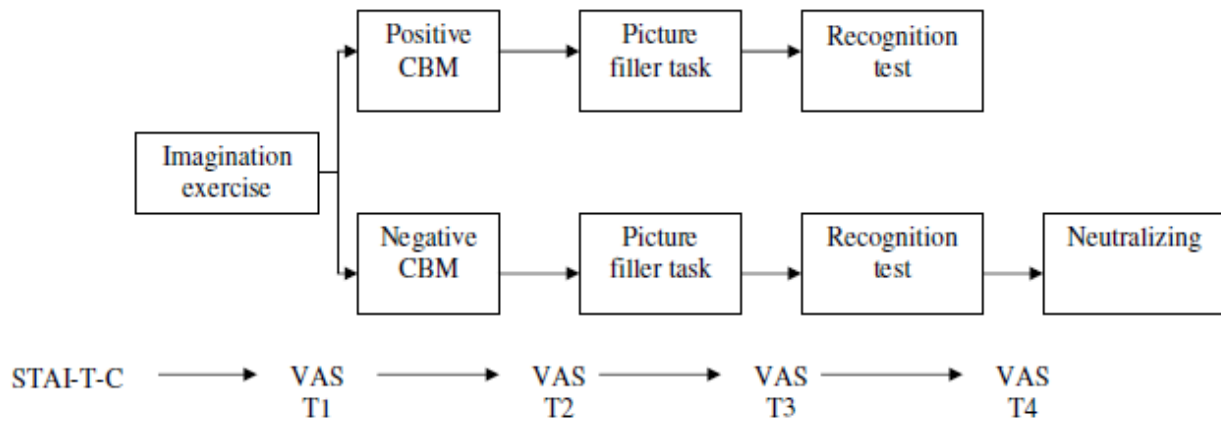 Positive
CBM
Picture
filler task
Recognition
test
Imagination
exercise
Negative
CBM
Picture
filler task
Recognition
test
Neutralizing
STAI-T-C
VAS
T1
VAS
T2
VAS
T3
VAS
T4